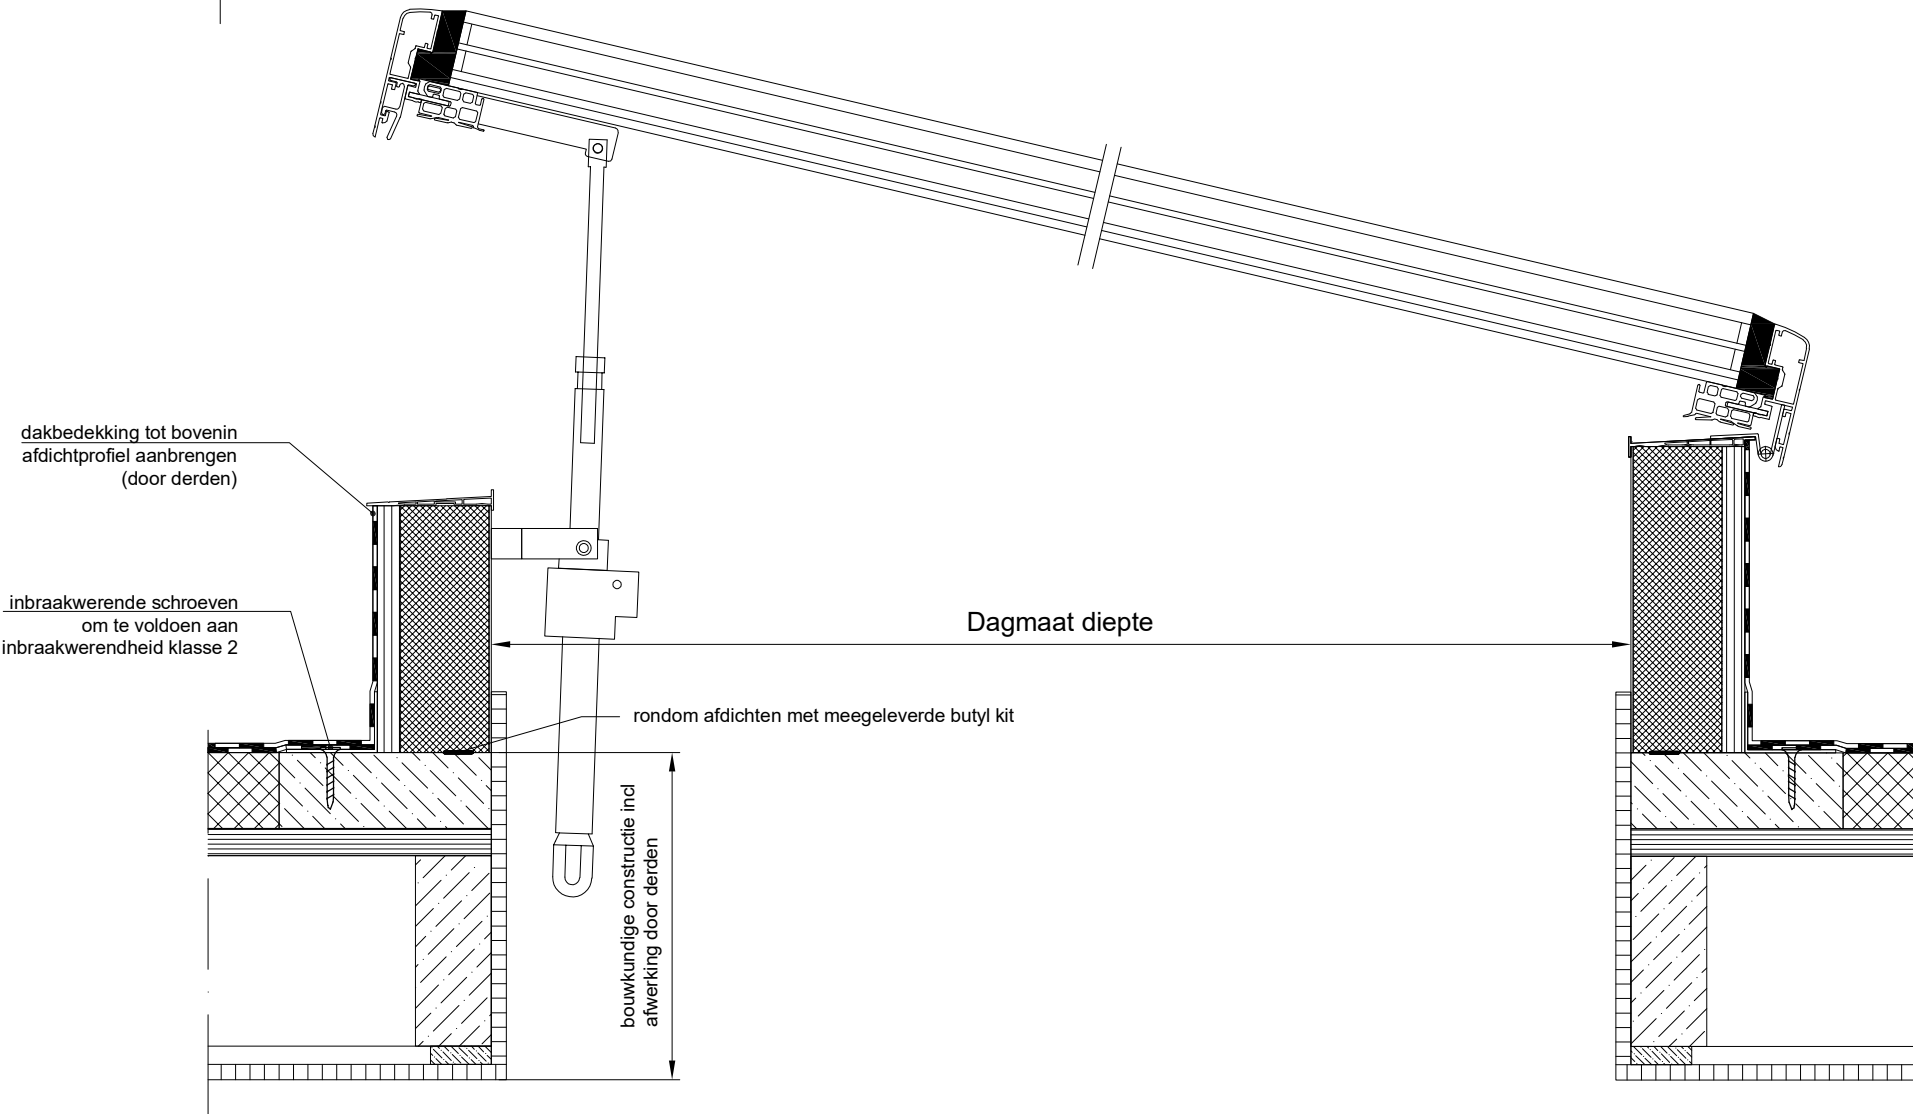 dakbedekking tot bovenin
afdichtprofiel aanbrengen
(door derden)
inbraakwerende schroeven
om te voldoen aan
inbraakwerendheid klasse 2
Dagmaat diepte
rondom afdichten met meegeleverde butyl kit
bouwkundige constructie incl
afwerking door derden